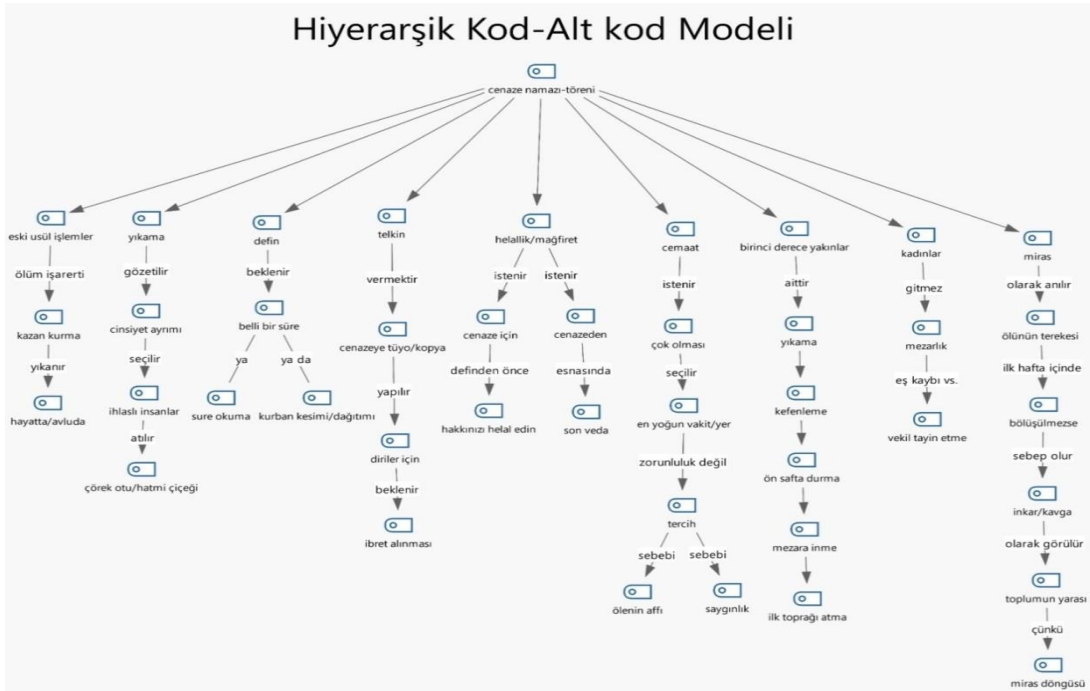 Hiyerarşik Kod-Alt kod Modeli
cenaze namazı-töreni
eski usül işlemler
ölüm işarerti
kazan kurma
yıkanır
hayatta/avluda
yıkama
gözetilir
cinsiyet ayrımı
seçilir
ihlaslı insanlar
atılır
çörek otu/hatmi çiçeği
defin
beklenir
belli bir süre
ya
ya da
sure okuma
kurban kesimi/dağıtımı
telkin
vermektir
cenazeye tüyo/kopya
yapılır
diriler için
beklenir
ibret alınması
helallik/mağfiret
istenir
istenir
cenaze için
cenazeden
definden önce
esnasında
hakkınızı helal edin
son veda
cemaat
istenir
çok olması
seçilir
en yoğun vakit/yer
zorunluluk değil
tercih
sebebi
sebebi
ölenin affı
saygınlık
birinci derece yakınlar
aittir
yıkama
kefenleme
ön safta durma
mezara inme
ilk toprağı atma
kadınlar
gitmez
mezarlık
eş kaybı vs.
vekil tayin etme
miras
olarak anılır
ölünün terekesi
ilk hafta içinde
bölüşülmezse
sebep olur
inkar/kavga
olarak görülür
toplumun yarası
çünkü
miras döngüsü